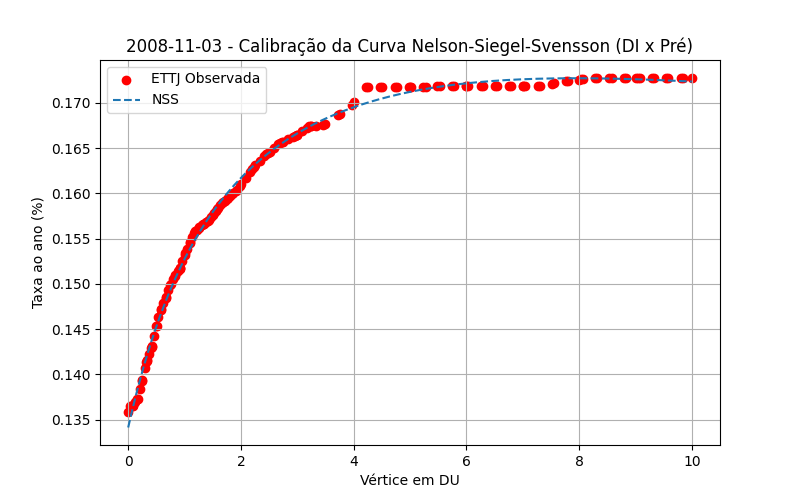 2008-11-03 - Calibração da Curva Nelson-Siegel-Svensson (DI x Pré)
ETTJ Observada
NSS
Taxa ao ano (%)
0.170
0.165
0.160
0.155
0.150
0.145
0.140
0.135
0 2 4 6 8 10
Vértice em DU